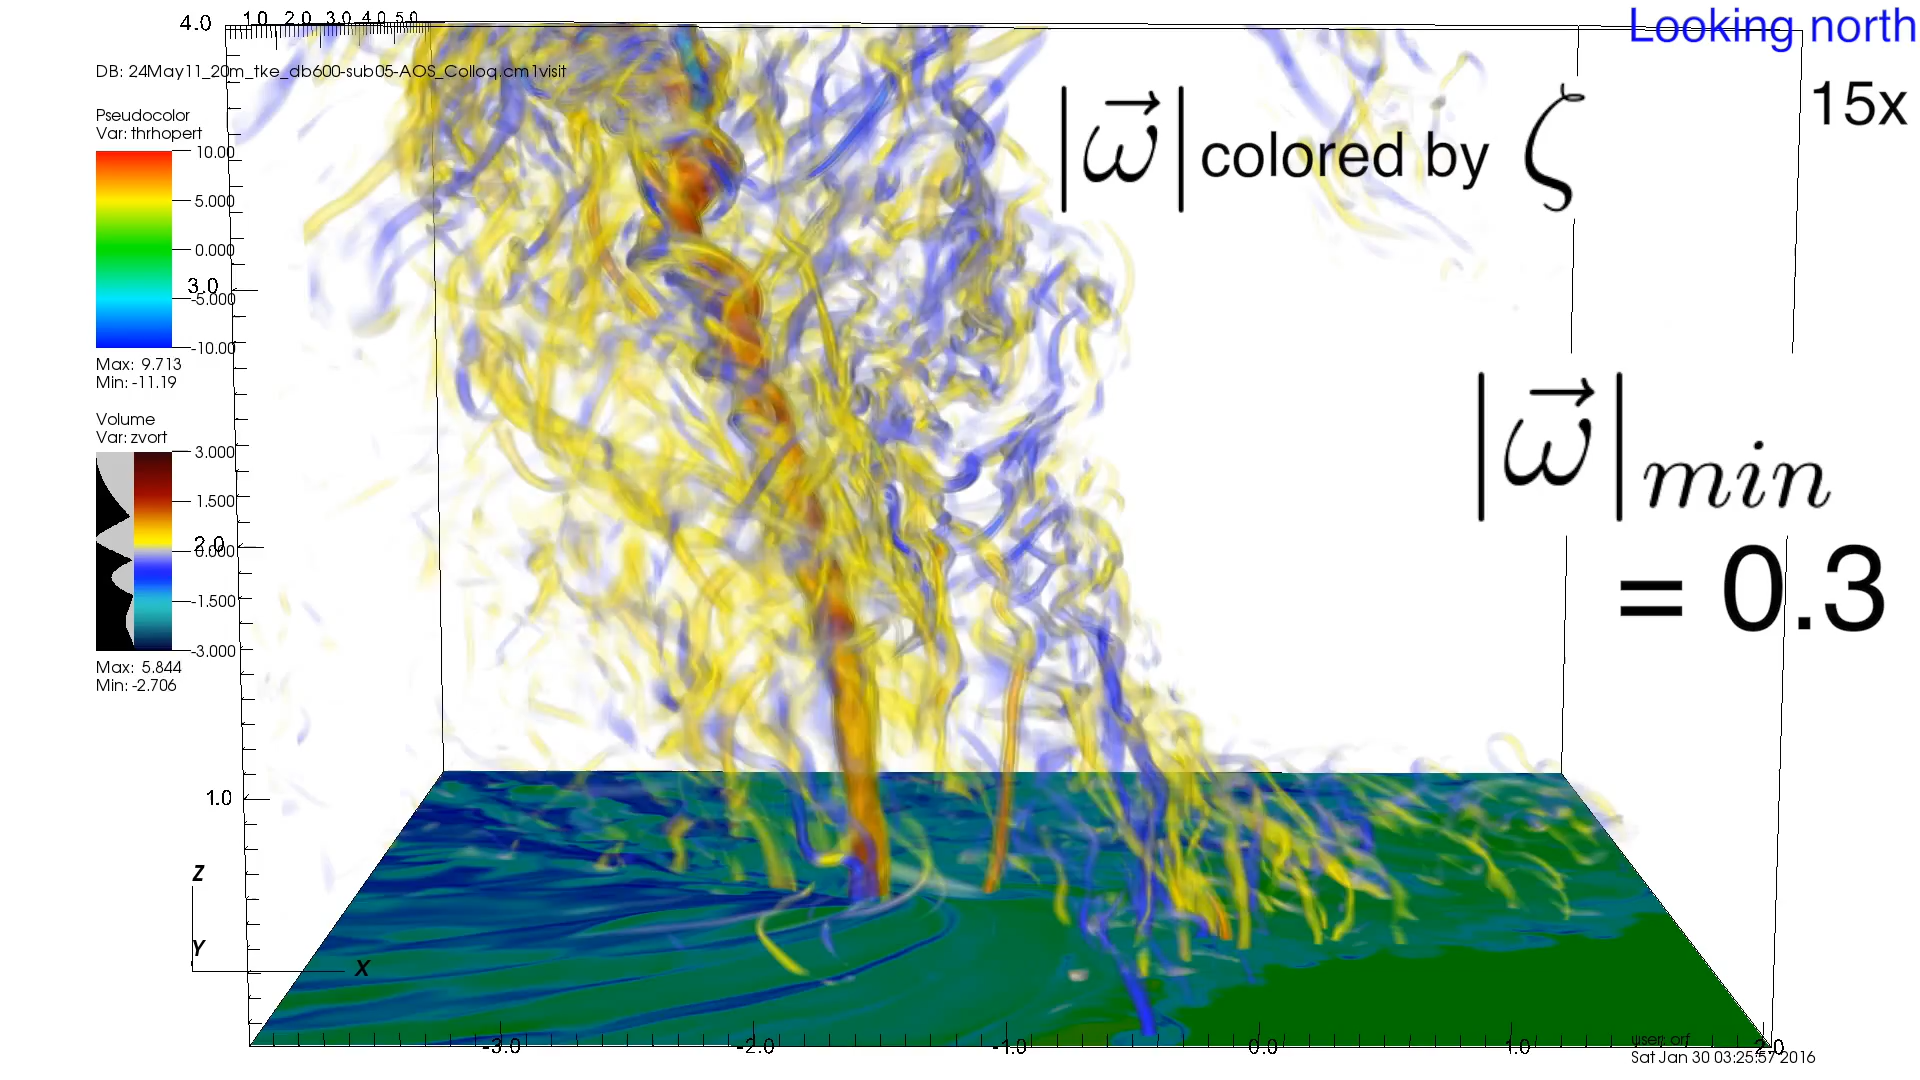 Looking north
4.0 1.0 2.0 3.0 4.0 5.0
DB: 24May11_20m_tke_db600-sub05-AOS_Colloq.cm1visit
15x
|ω⃗| colored by ζ
Pseudocolor
Var: thrhopert
10.00
5.000
0.000
3.0
-5.000
-10.00
Max: 9.713
Min: -11.19
|ω⃗|min
= 0.3
Volume
Var: zvort
3.000
1.500
2.0
0.000
-1.500
-3.000
Max: 5.844
Min: -2.706
1.0
Z
Y
X
-3.0 -2.0 -1.0 0.0 1.0 2.0
user: orf
Sat Jan 30 03:25:57 2016